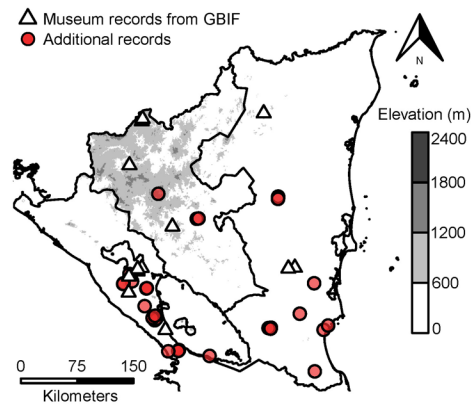 Museum records from GBIF
Additional records
N
Elevation (m)
2400
1800
1200
600
0
0 75 150
Kilometers